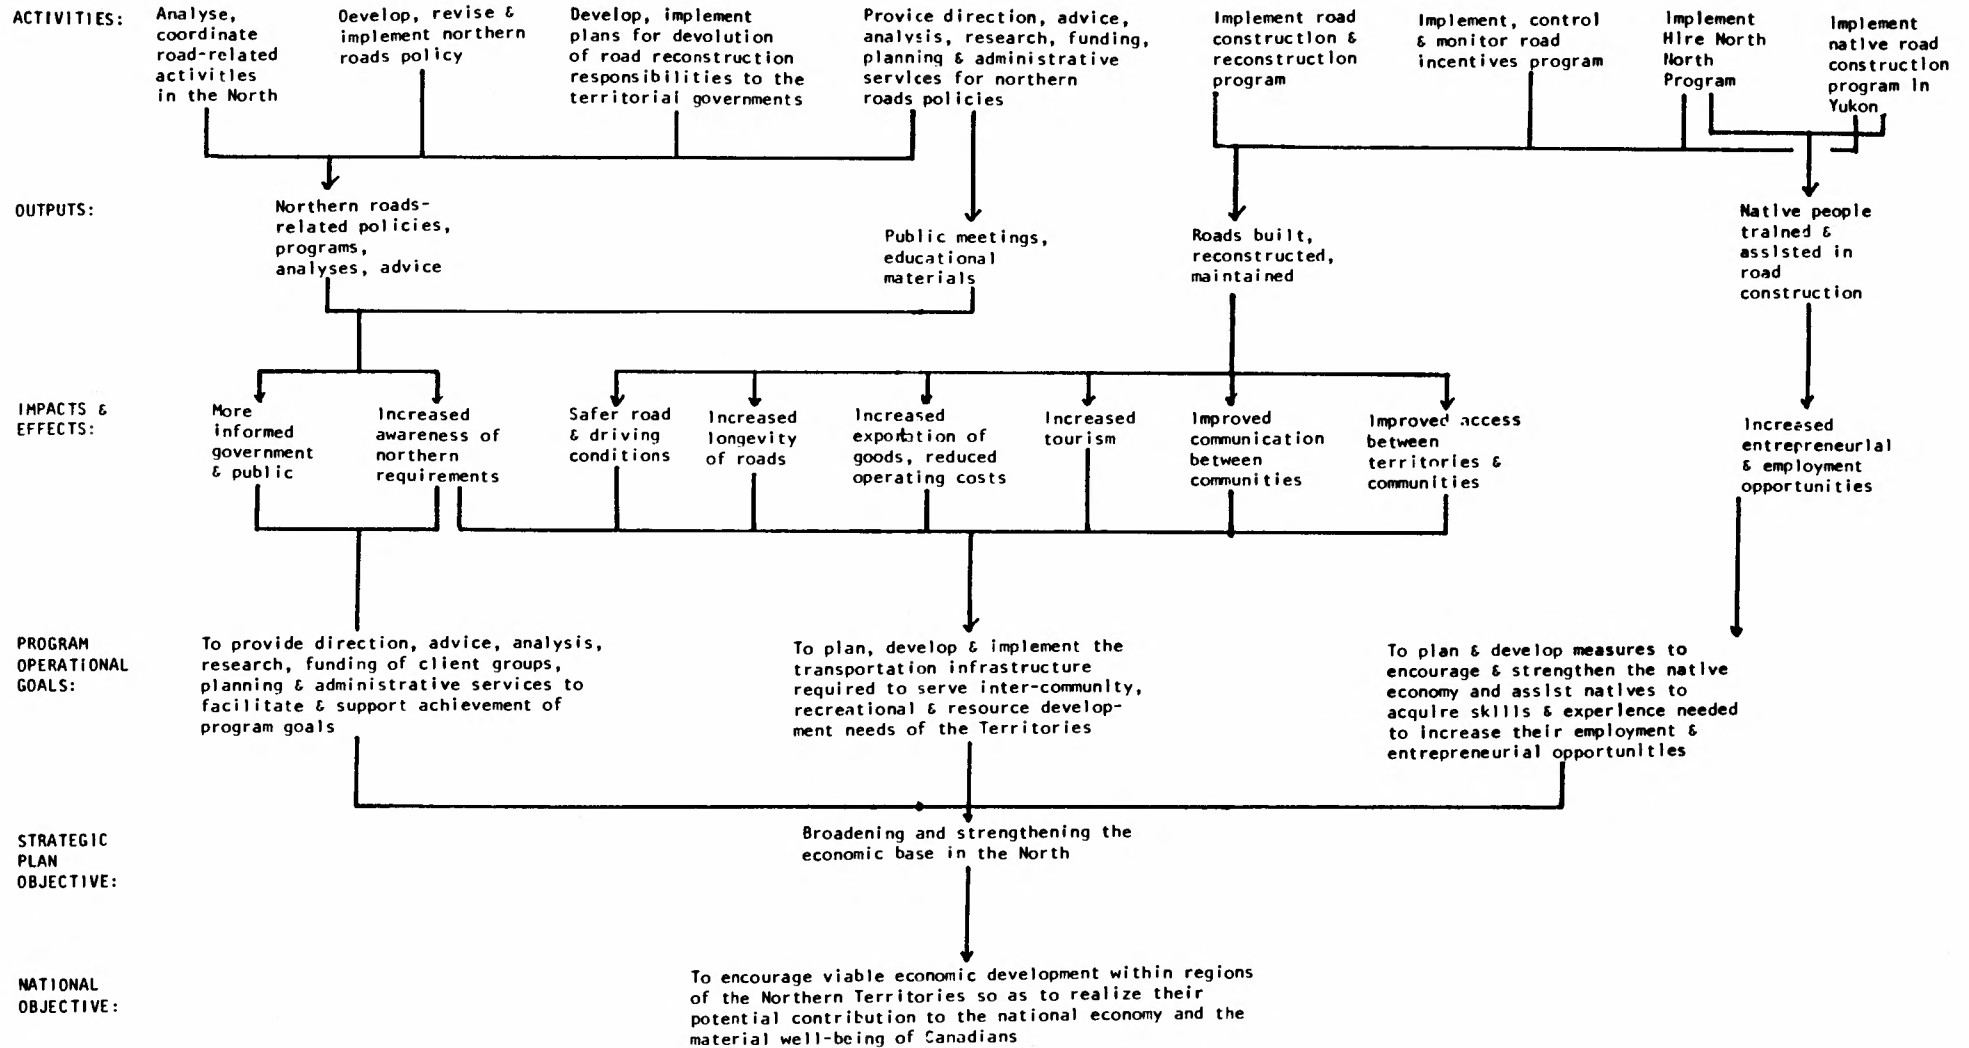 ACTIVITIES:
Analyse,
coordinate
road-related
activities
in the North
Develop, revise &
implement northern
roads policy
Develop, implement
plans for devolution
of road reconstruction
responsibilities to the
territorial governments
Provice direction, advice,
analysis, research, funding,
planning & administrative
services for northern
roads policies
Implement road
construction &
reconstruction
program
Implement, control
& monitor road
incentives program
Implement
Hire North
North
Program
Implement
native road
construction
program in
Yukon
OUTPUTS:
Northern roads-
related policies,
programs,
analyses, advice
Public meetings,
educational
materials
Roads built,
reconstructed,
maintained
Native people
trained &
assisted in
road
construction
IMPACTS &
EFFECTS:
More
informed
government
& public
Increased
awareness of
northern
requirements
Safer road
& driving
conditions
Increased
longevity
of roads
Increased
exportation of
goods, reduced
operating costs
Increased
tourism
Improved
communication
between
communities
Improved access
between
territories &
communities
Increased
entrepreneurial
& employment
opportunities
PROGRAM
OPERATIONAL
GOALS:
To provide direction, advice, analysis,
research, funding of client groups,
planning & administrative services to
facilitate & support achievement of
program goals
To plan, develop & implement the
transportation infrastructure
required to serve inter-community,
recreational & resource develop-
ment needs of the Territories
To plan & develop measures to
encourage & strengthen the native
economy and assist natives to
acquire skills & experience needed
to increase their employment &
entrepreneurial opportunities
STRATEGIC
PLAN
OBJECTIVE:
Broadening and strengthening the
economic base in the North
NATIONAL
OBJECTIVE:
To encourage viable economic development within regions
of the Northern Territories so as to realize their
potential contribution to the national economy and the
material well-being of Canadians